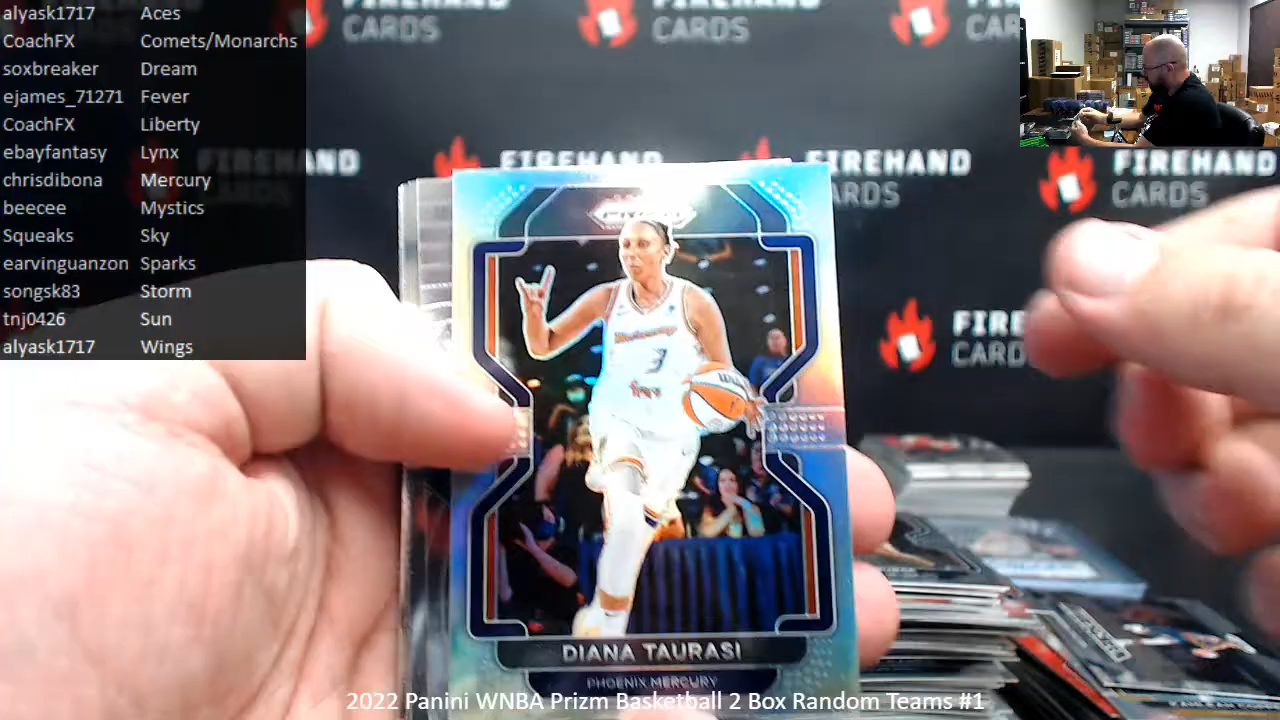 alyask1717 Aces
CoachFX Comets/Monarchs
soxbreaker Dream
ejames_71271 Fever
CoachFX Liberty
ebayfantasy Lynx
chrisdibona Mercury
beecee Mystics
Squeaks Sky
earvinguanzon Sparks
songsk83 Storm
tnj0426 Sun
alyask1717 Wings
FIREHAND CARDS
FIREHAND CARDS
FIREHAND
FIREHAND
FIREHAND CARDS
FIREHAND CARDS
PRIZM
Mercury
3
DIANA TAURASI
PHOENIX MERCURY
2022 Panini WNBA Prizm Basketball 2 Box Random Teams #1